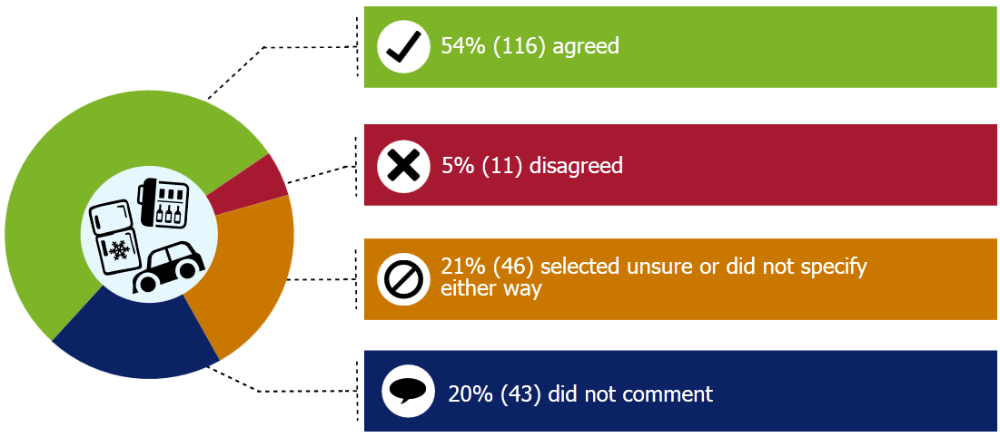 54% (116) agreed
5% (11) disagreed
21% (46) selected unsure or did not specify
either way
20% (43) did not comment